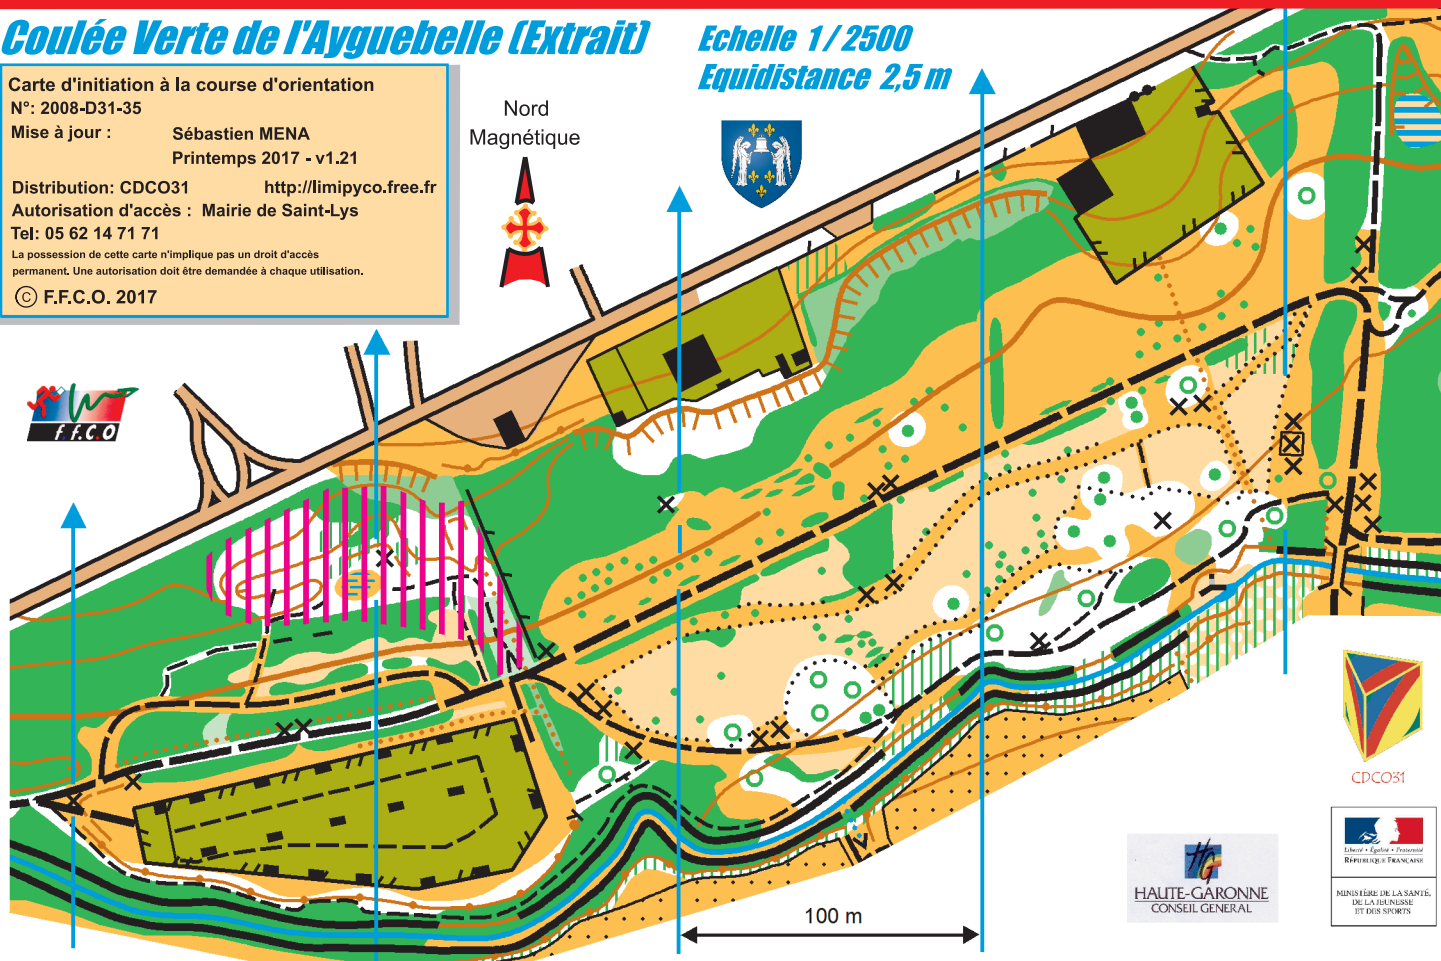 Coulée Verte de l'Ayguebelle (Extrait)
Echelle 1 / 2500
Equidistance 2,5 m
Carte d'initiation à la course d'orientation
N°: 2008-D31-35
Mise à jour : Sébastien MENA
Printemps 2017 - v1.21
Distribution: CDCO31 http://limipyco.free.fr
Autorisation d'accès : Mairie de Saint-Lys
Tel: 05 62 14 71 71
La possession de cette carte n'implique pas un droit d'accès
permanent. Une autorisation doit être demandée à chaque utilisation.
© F.F.C.O. 2017
Nord
Magnétique
F.F.C.O
CDCO31
HG
HAUTE-GARONNE
CONSEIL GENERAL
Liberté • Égalité • Fraternité
RÉPUBLIQUE FRANÇAISE
MINISTÈRE DE LA SANTÉ,
DE LA JEUNESSE
ET DES SPORTS
100 m